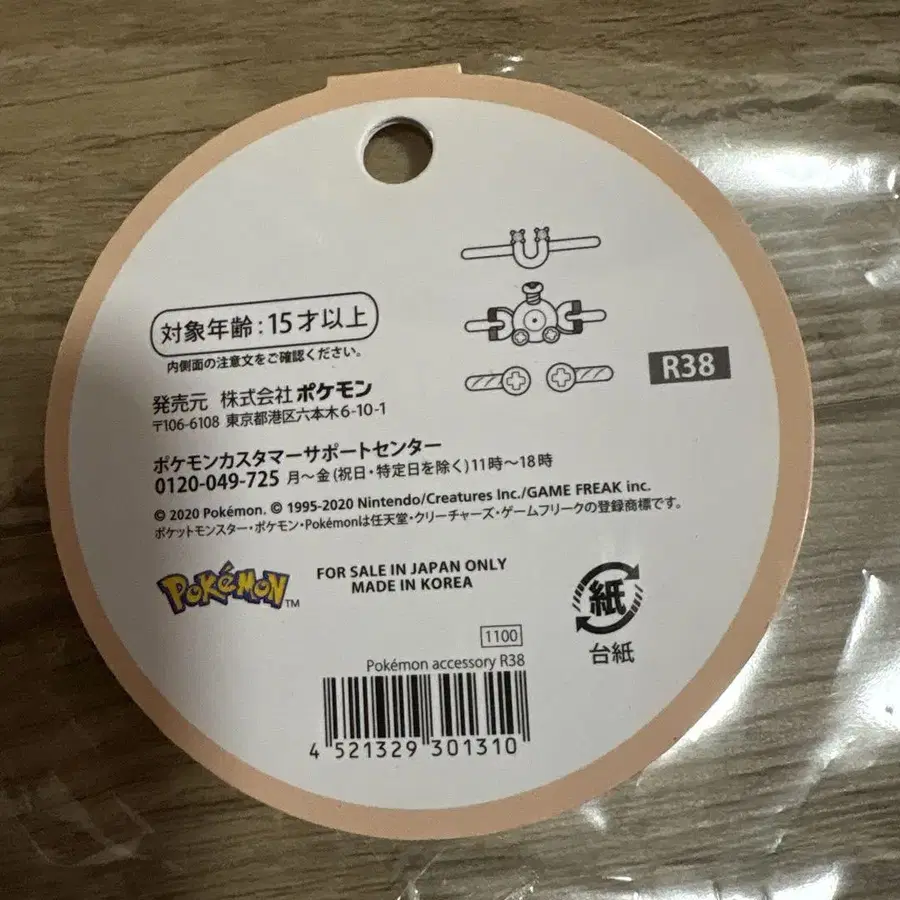 対象年齢:15才以上
内側面の注意文をご確認ください。
R38
発売元 株式会社ポケモン
〒106-6108 東京都港区六本木6-10-1
ポケモンカスタマーサポートセンター
0120-049-725 月～金(祝日・特定日を除く)11時～18時
© 2020 Pokémon. © 1995-2020 Nintendo/Creatures Inc./GAME FREAK inc.
ポケットモンスター・ポケモン・Pokémonは任天堂・クリーチャーズ・ゲームフリークの登録商標です。
POKéMON™
FOR SALE IN JAPAN ONLY
MADE IN KOREA
紙
台紙
1100
Pokémon accessory R38
4 521329 301310